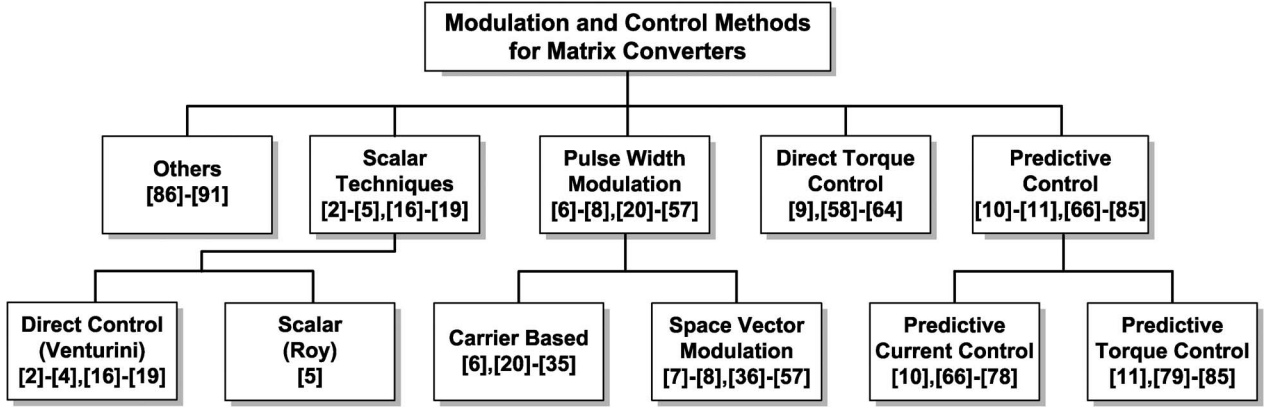 Modulation and Control Methods
for Matrix Converters
Others
[86]-[91]
Scalar
Techniques
[2]-[5],[16]-[19]
Pulse Width
Modulation
[6]-[8],[20]-[57]
Direct Torque
Control
[9],[58]-[64]
Predictive
Control
[10]-[11],[66]-[85]
Direct Control
(Venturini)
[2]-[4],[16]-[19]
Scalar
(Roy)
[5]
Carrier Based
[6],[20]-[35]
Space Vector
Modulation
[7]-[8],[36]-[57]
Predictive
Current Control
[10],[66]-[78]
Predictive
Torque Control
[11],[79]-[85]